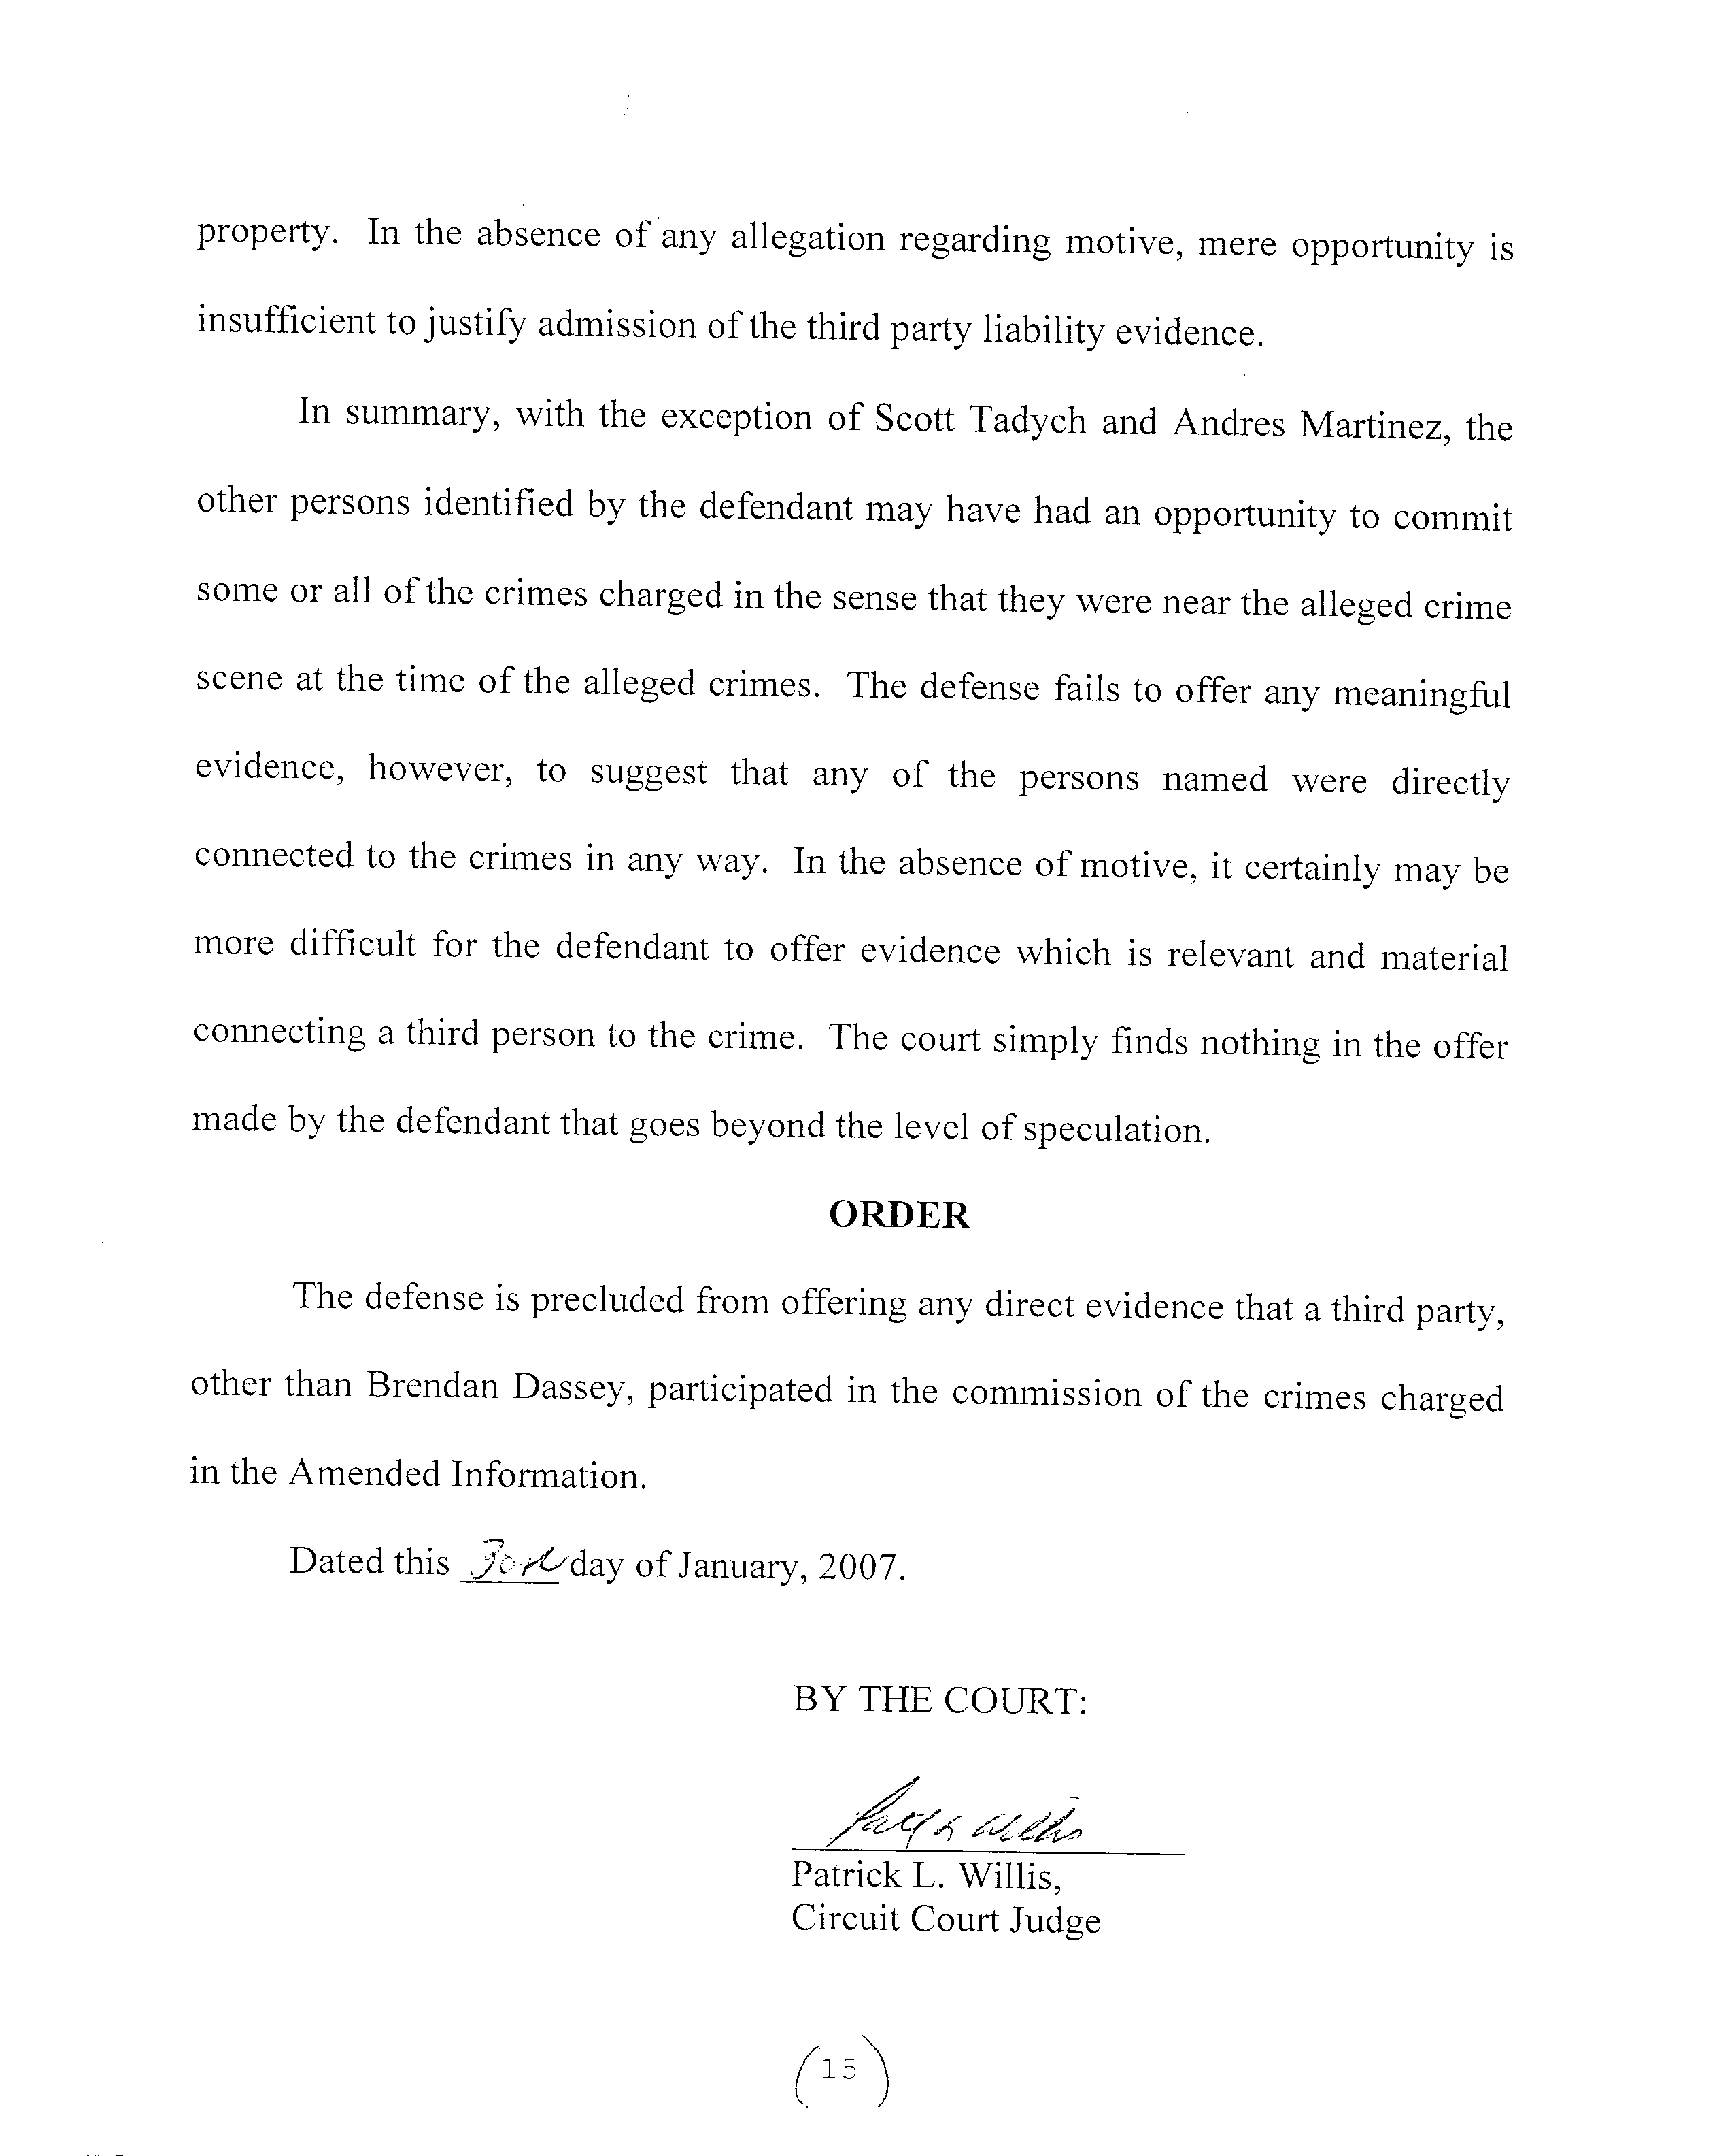 property. In the absence of any allegation regarding motive, mere opportunity is
insufficient to justify admission of the third party liability evidence.
In summary, with the exception of Scott Tadych and Andres Martinez, the
other persons identified by the defendant may have had an opportunity to commit
some or all of the crimes charged in the sense that they were near the alleged crime
scene at the time of the alleged crimes. The defense fails to offer any meaningful
evidence, however, to suggest that any of the persons named were directly
connected to the crimes in any way. In the absence of motive, it certainly may be
more difficult for the defendant to offer evidence which is relevant and material
connecting a third person to the crime. The court simply finds nothing in the offer
made by the defendant that goes beyond the level of speculation.
ORDER
The defense is precluded from offering any direct evidence that a third party,
other than Brendan Dassey, participated in the commission of the crimes charged
in the Amended Information.
Dated this 30th day of January, 2007.
BY THE COURT:
Patrick L. Willis
Patrick L. Willis,
Circuit Court Judge
(15)